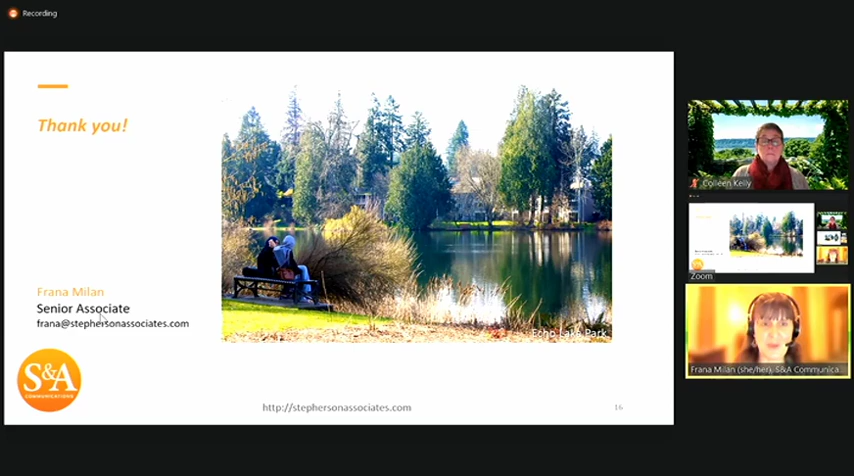 Recording
Thank you!
Frana Milan
Senior Associate
frana@stephersonassociates.com
S&A
COMMUNICATIONS
Echo Lake Park
http://stephersonassociates.com
16
Colleen Kelly
Zoom
Frana Milan (she/her), S&A Communica...